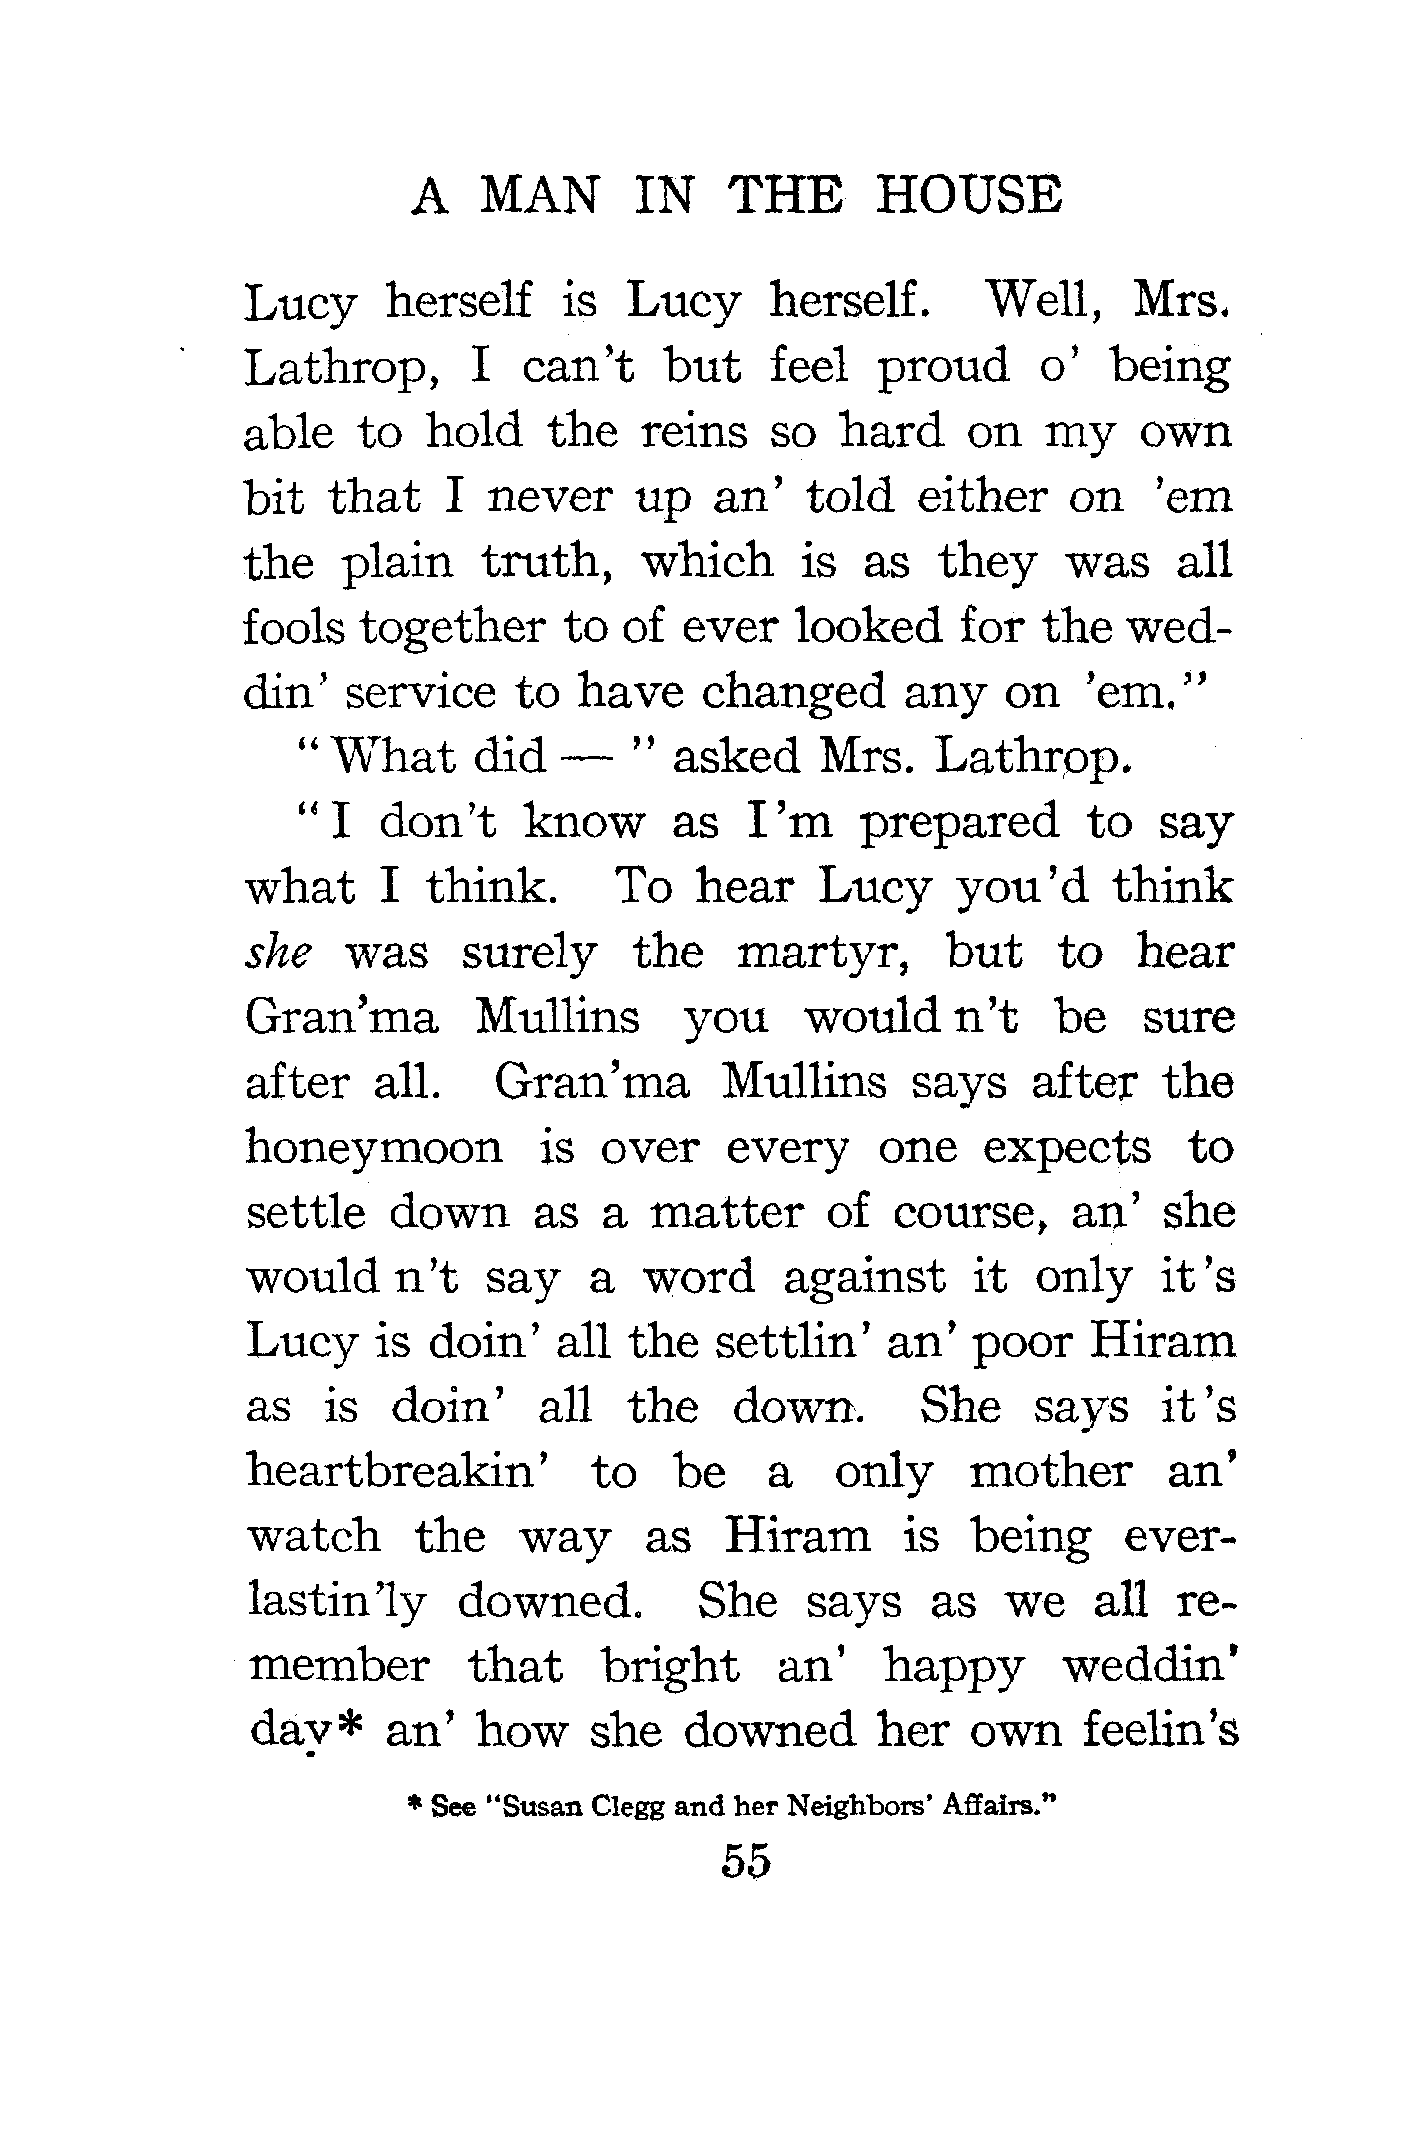 A MAN IN THE HOUSE
Lucy herself is Lucy herself. Well, Mrs.
Lathrop, I can't but feel proud o' being
able to hold the reins so hard on my own
bit that I never up an' told either on 'em
the plain truth, which is as they was all
fools together to of ever looked for the wed-
din' service to have changed any on 'em."
"What did — " asked Mrs. Lathrop.
"I don't know as I 'm prepared to say
what I think. To hear Lucy you 'd think
she was surely the martyr, but to hear
Gran'ma Mullins you would n't be sure
after all. Gran'ma Mullins says after the
honeymoon is over every one expects to
settle down as a matter of course, an' she
would n't say a word against it only it 's
Lucy is doin' all the settlin' an' poor Hiram
as is doin' all the down. She says it 's
heartbreakin' to be a only mother an'
watch the way as Hiram is being ever-
lastin'ly downed. She says as we all re-
member that bright an' happy weddin'
day* an' how she downed her own feelin's
* See "Susan Clegg and her Neighbors' Affairs."
55